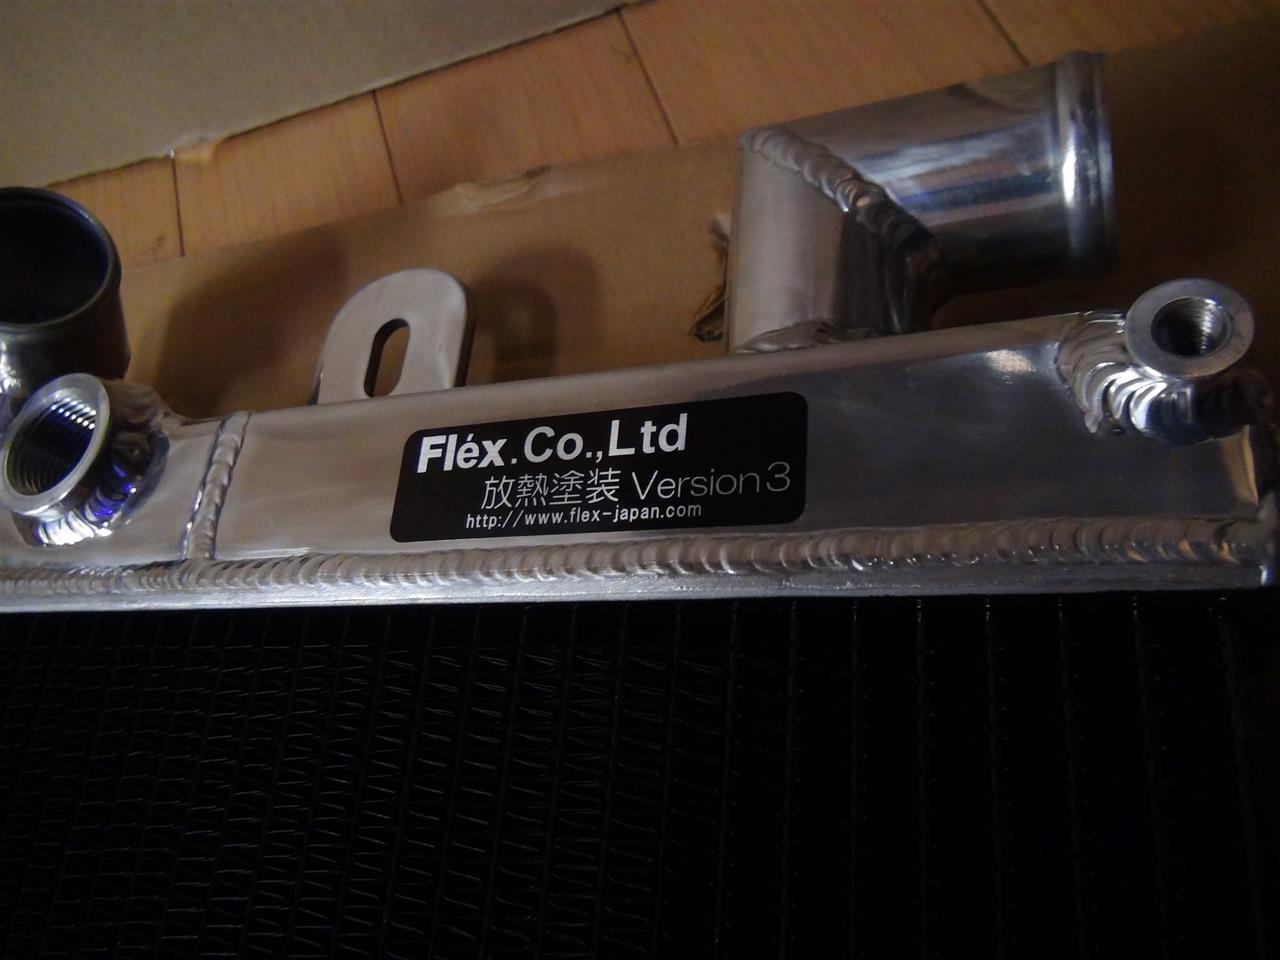 Fléx.Co.,Ltd
放熱塗装 Version3
http://www.flex-japan.com